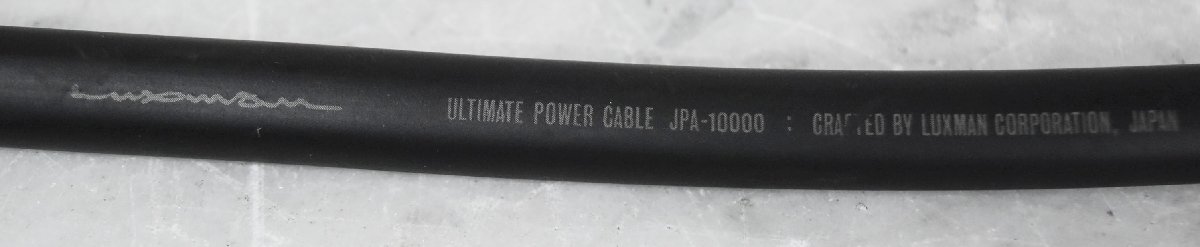 Luxman ULTIMATE POWER CABLE JPA-10000 : CRAFTED BY LUXMAN CORPORATION, JAPAN